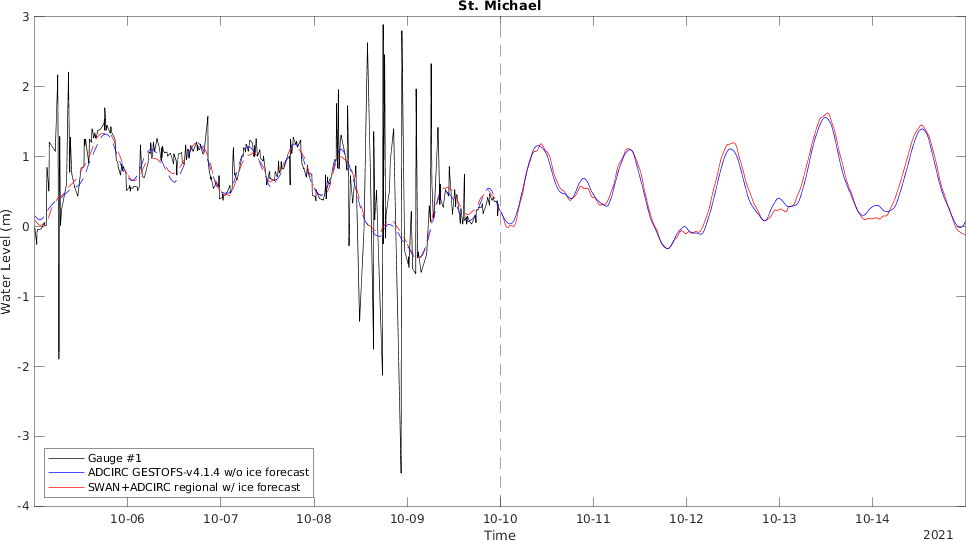 St. Michael
3
2
1
0
-1
-2
-3
-4
Water Level (m)
Gauge #1
ADCIRC GESTOFS-v4.1.4 w/o ice forecast
SWAN+ADCIRC regional w/ ice forecast
10-06 10-07 10-08 10-09 10-10 10-11 10-12 10-13 10-14
Time
2021